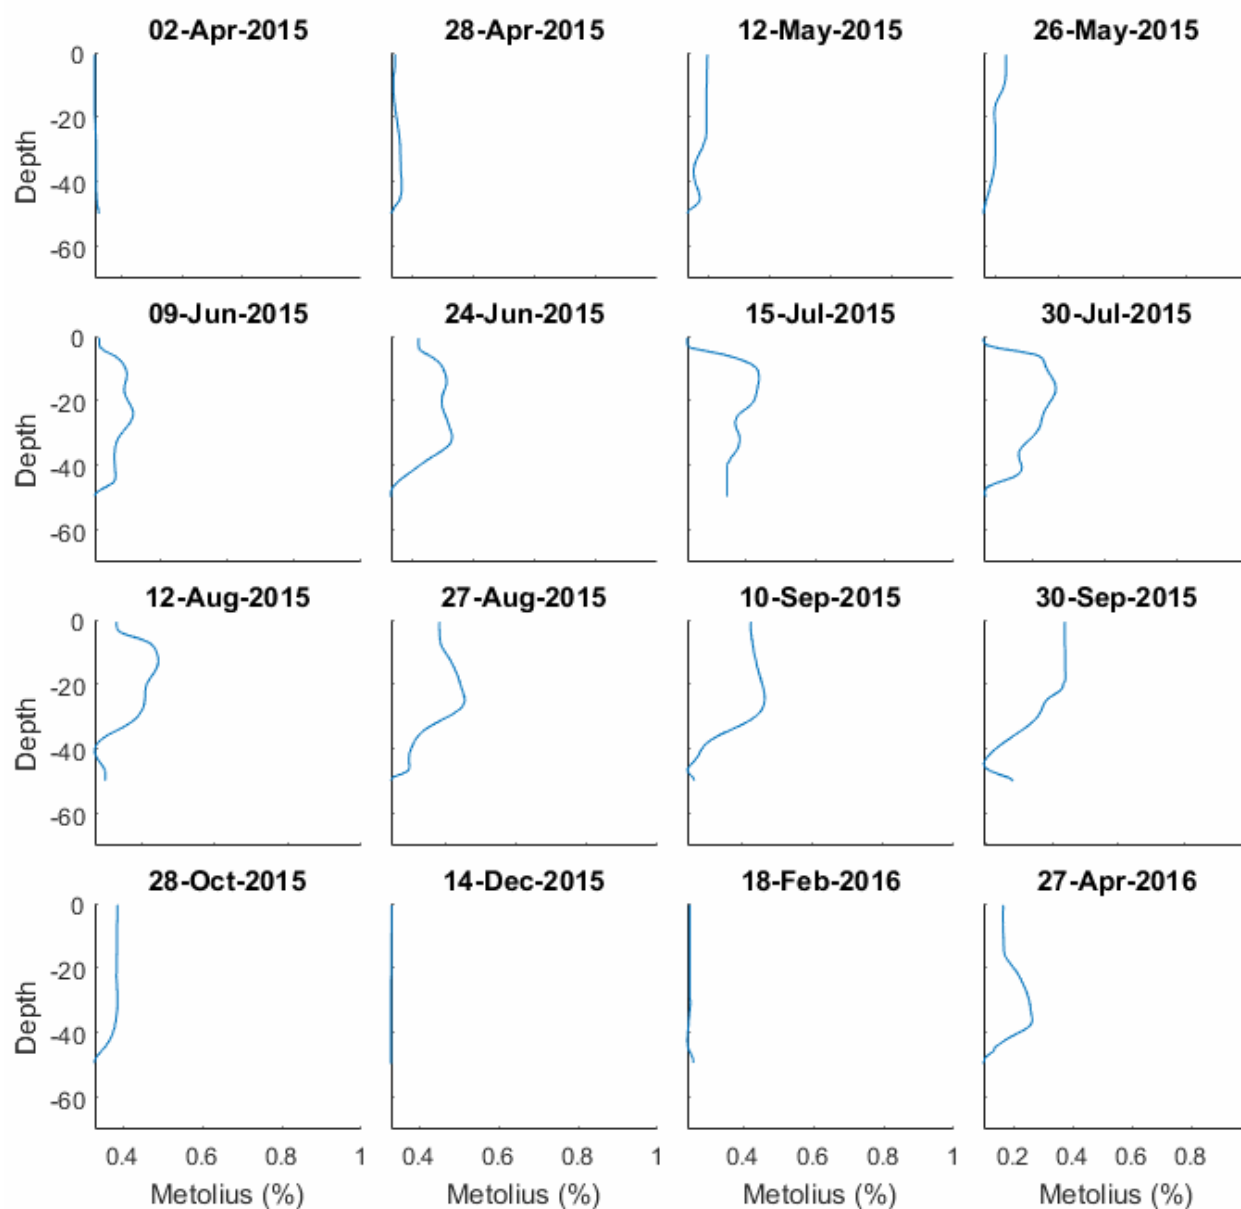 02-Apr-2015 28-Apr-2015 12-May-2015 26-May-2015
0
-20
Depth
-40
-60
09-Jun-2015 24-Jun-2015 15-Jul-2015 30-Jul-2015
0
-20
Depth
-40
-60
12-Aug-2015 27-Aug-2015 10-Sep-2015 30-Sep-2015
0
-20
Depth
-40
-60
28-Oct-2015 14-Dec-2015 18-Feb-2016 27-Apr-2016
0
-20
Depth
-40
-60
0.4 0.6 0.8 1 0.4 0.6 0.8 1 0.4 0.6 0.8 1 0.2 0.4 0.6 0.8
Metolius (%) Metolius (%) Metolius (%) Metolius (%)